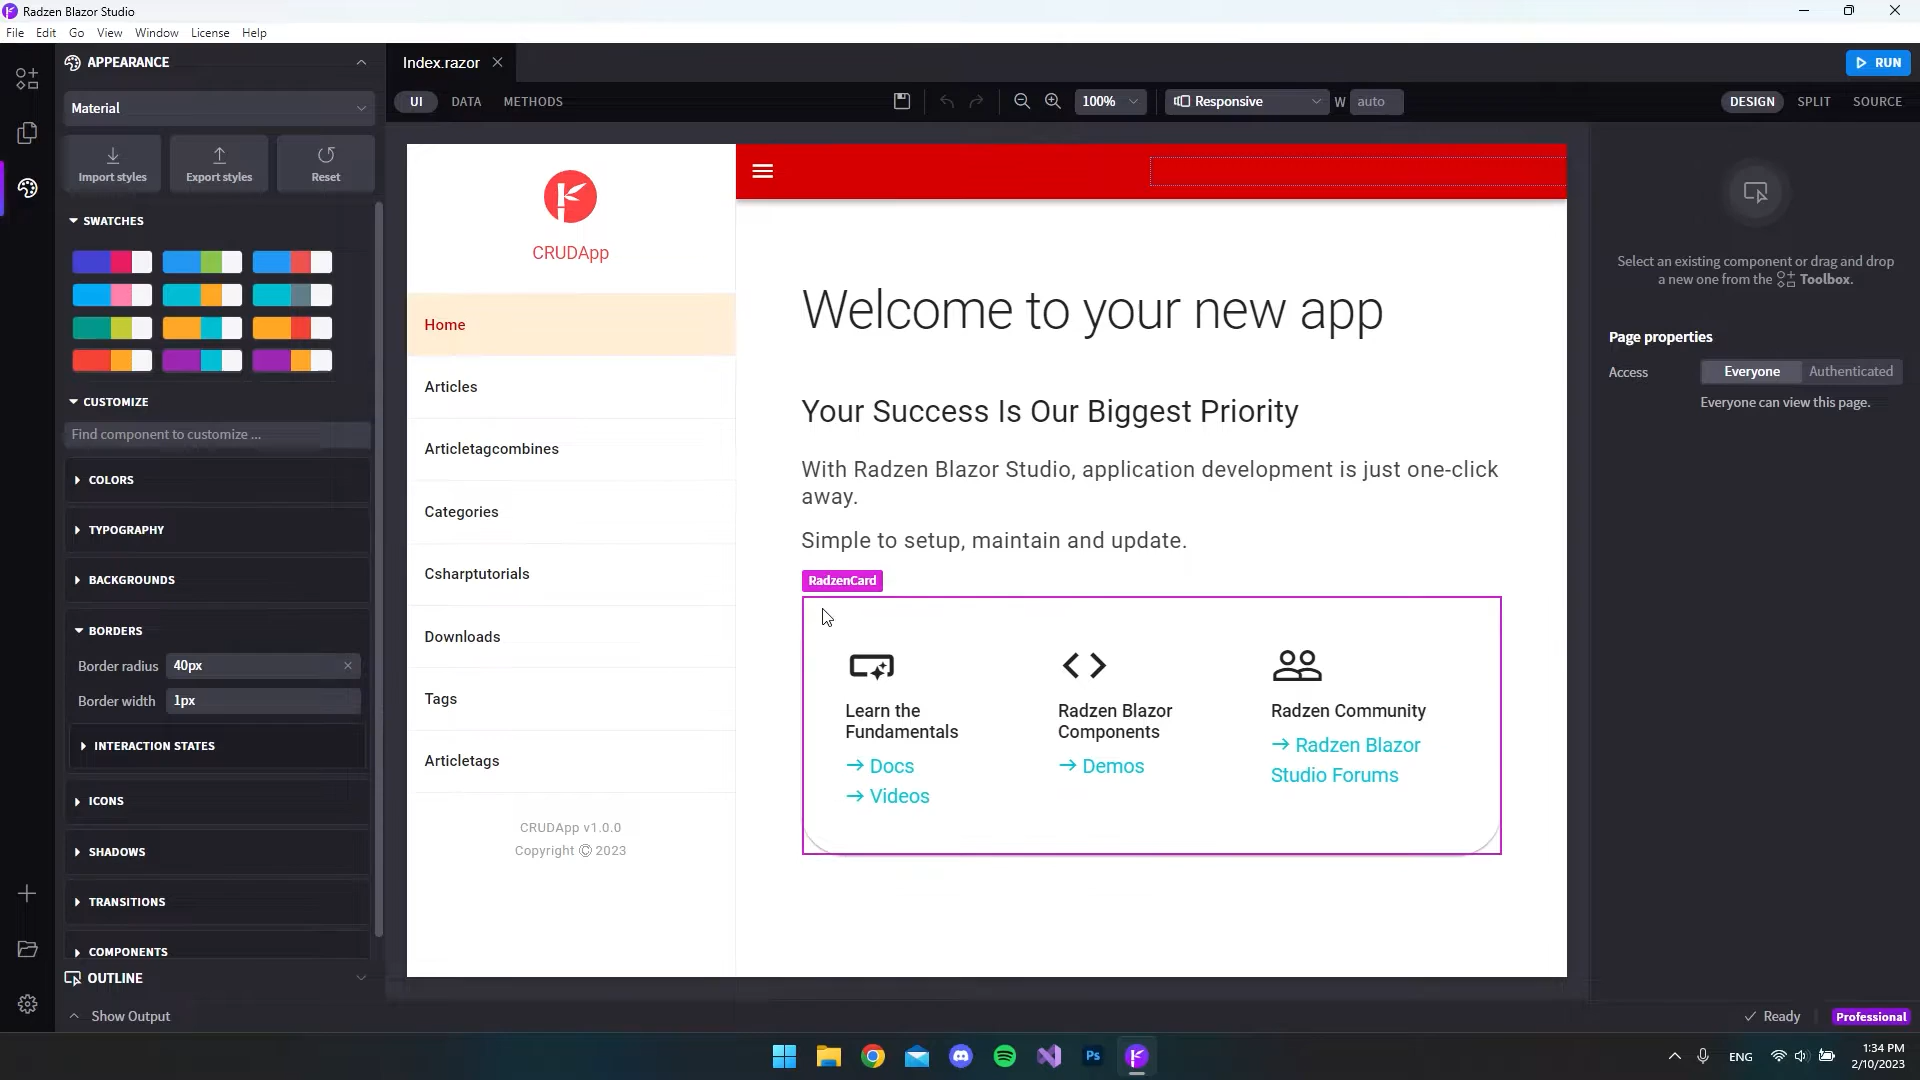 Radzen Blazor Studio
File Edit Go View Window License Help
APPEARANCE
Material
Import styles
Export styles
Reset
SWATCHES
CUSTOMIZE
Find component to customize ...
COLORS
TYPOGRAPHY
BACKGROUNDS
BORDERS
Border radius 40px
Border width 1px
INTERACTION STATES
ICONS
SHADOWS
TRANSITIONS
COMPONENTS
OUTLINE
Show Output
Index.razor
RUN
UI DATA METHODS
100%
Responsive
W auto
DESIGN SPLIT SOURCE
CRUDApp
Home
Articles
Articletagcombines
Categories
Csharptutorials
Downloads
Tags
Articletags
CRUDApp v1.0.0
Copyright © 2023
Welcome to your new app
Your Success Is Our Biggest Priority
With Radzen Blazor Studio, application development is just one-click
away.
Simple to setup, maintain and update.
RadzenCard
Learn the
Fundamentals
→ Docs
→ Videos
Radzen Blazor
Components
→ Demos
Radzen Community
→ Radzen Blazor
Studio Forums
Select an existing component or drag and drop
a new one from the Toolbox.
Page properties
Access Everyone Authenticated
Everyone can view this page.
Ready
Professional
Ps
ENG
1:34 PM
2/10/2023